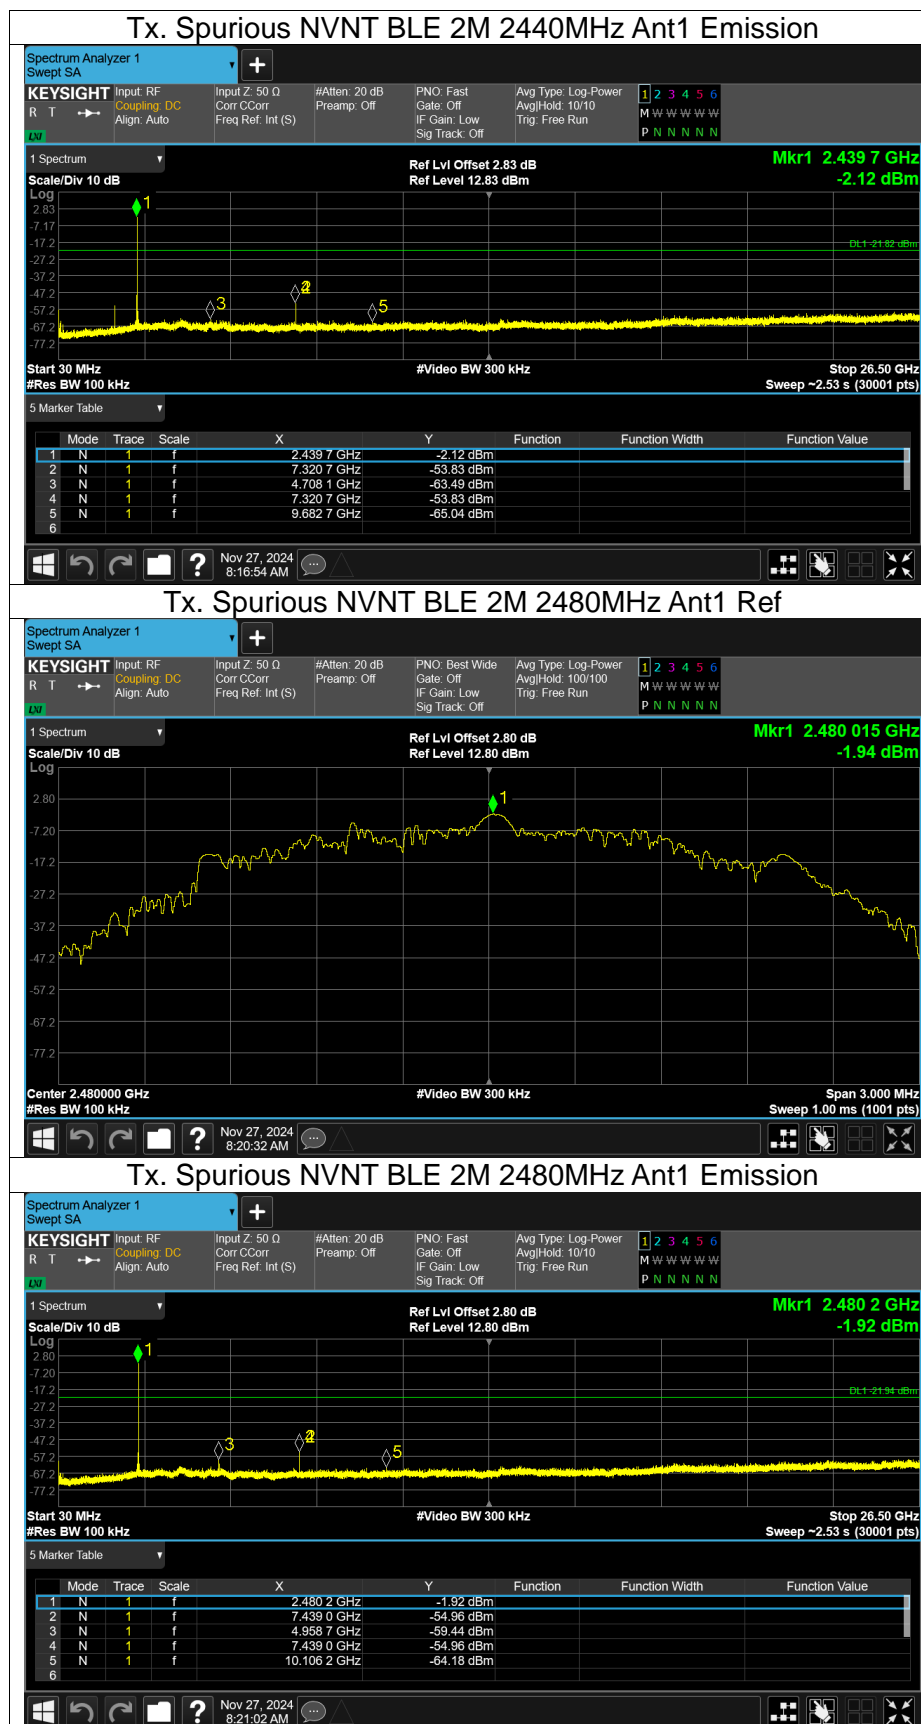 Tx. Spurious NVNT BLE 2M 2440MHz Ant1 Emission
Spectrum Analyzer 1
Swept SA
KEYSIGHT Input: RF Input Z: 50 Ω #Atten: 20 dB PNO: Fast Avg Type: Log-Power 1 2 3 4 5 6
R T Coupling: DC Corr CCorr Preamp: Off Gate: Off Avg|Hold: 10/10 M W W W W W
Align: Auto Freq Ref: Int (S) IF Gain: Low Trig: Free Run
LXI Sig Track: Off P N N N N N
1 Spectrum Ref Lvl Offset 2.83 dB Mkr1 2.439 7 GHz
Scale/Div 10 dB Ref Level 12.83 dBm -2.12 dBm
Log
1
2.83
-7.17
-17.2
DL1 -21.82 dBm
-27.2
-37.2
-47.2
3 5
-57.2
-67.2
-77.2
Start 30 MHz #Video BW 300 kHz Stop 26.50 GHz
#Res BW 100 kHz Sweep ~2.53 s (30001 pts)
5 Marker Table
Mode Trace Scale X Y Function Function Width Function Value
1 N 1 f 2.439 7 GHz -2.12 dBm
2 N 1 f 7.320 7 GHz -53.83 dBm
3 N 1 f 4.708 1 GHz -63.49 dBm
4 N 1 f 7.320 7 GHz -53.83 dBm
5 N 1 f 9.682 7 GHz -65.04 dBm
6
? Nov 27, 2024
8:16:54 AM
Tx. Spurious NVNT BLE 2M 2480MHz Ant1 Ref
Spectrum Analyzer 1
Swept SA
KEYSIGHT Input: RF Input Z: 50 Ω #Atten: 20 dB PNO: Best Wide Avg Type: Log-Power 1 2 3 4 5 6
R T Coupling: DC Corr CCorr Preamp: Off Gate: Off Avg|Hold: 100/100 M W W W W W
Align: Auto Freq Ref: Int (S) IF Gain: Low Trig: Free Run
LXI Sig Track: Off P N N N N N
1 Spectrum Ref Lvl Offset 2.80 dB Mkr1 2.480 015 GHz
Scale/Div 10 dB Ref Level 12.80 dBm -1.94 dBm
Log
2.80
1
-7.20
-17.2
-27.2
-37.2
-47.2
-57.2
-67.2
-77.2
Center 2.480000 GHz #Video BW 300 kHz Span 3.000 MHz
#Res BW 100 kHz Sweep 1.00 ms (1001 pts)
? Nov 27, 2024
8:20:32 AM
Tx. Spurious NVNT BLE 2M 2480MHz Ant1 Emission
Spectrum Analyzer 1
Swept SA
KEYSIGHT Input: RF Input Z: 50 Ω #Atten: 20 dB PNO: Fast Avg Type: Log-Power 1 2 3 4 5 6
R T Coupling: DC Corr CCorr Preamp: Off Gate: Off Avg|Hold: 10/10 M W W W W W
Align: Auto Freq Ref: Int (S) IF Gain: Low Trig: Free Run
LXI Sig Track: Off P N N N N N
1 Spectrum Ref Lvl Offset 2.80 dB Mkr1 2.480 2 GHz
Scale/Div 10 dB Ref Level 12.80 dBm -1.92 dBm
Log
1
2.80
-7.20
-17.2
DL1 -21.94 dBm
-27.2
-37.2
-47.2
3 5
-57.2
-67.2
-77.2
Start 30 MHz #Video BW 300 kHz Stop 26.50 GHz
#Res BW 100 kHz Sweep ~2.53 s (30001 pts)
5 Marker Table
Mode Trace Scale X Y Function Function Width Function Value
1 N 1 f 2.480 2 GHz -1.92 dBm
2 N 1 f 7.439 0 GHz -54.96 dBm
3 N 1 f 4.958 7 GHz -59.44 dBm
4 N 1 f 7.439 0 GHz -54.96 dBm
5 N 1 f 10.106 2 GHz -64.18 dBm
6
? Nov 27, 2024
8:21:02 AM